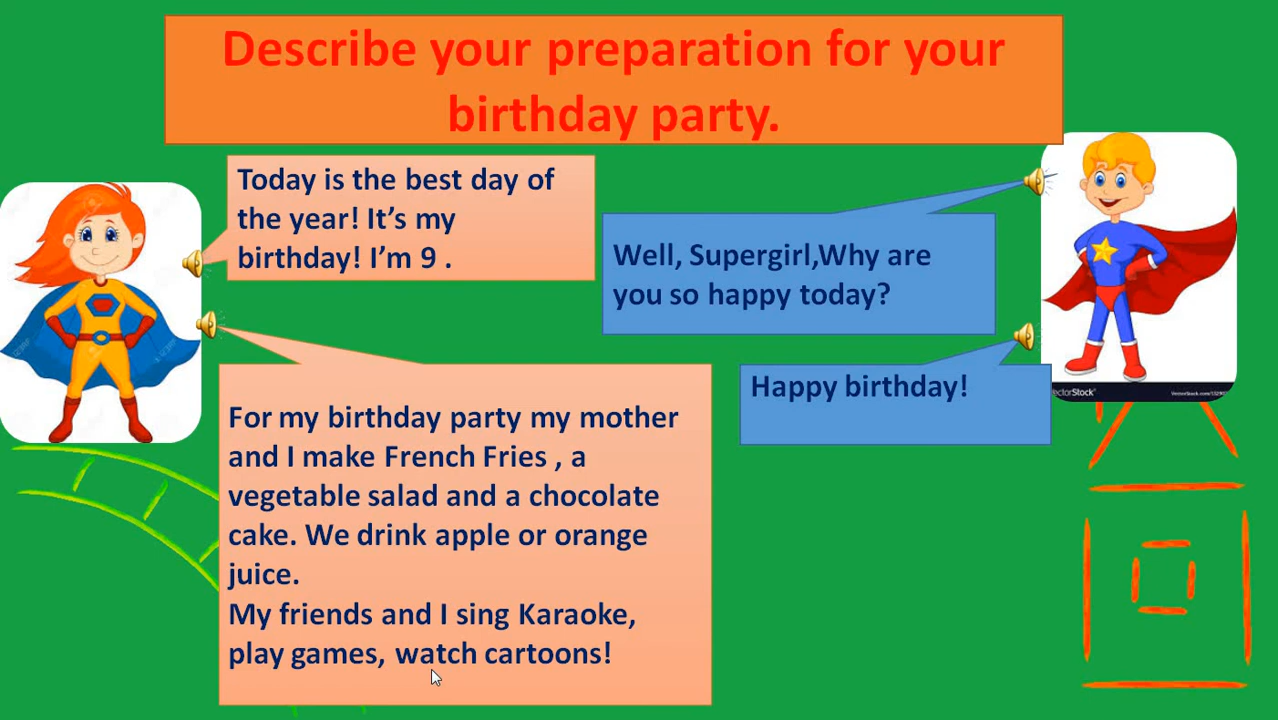 Describe your preparation for your
birthday party.
Today is the best day of
the year! It’s my
birthday! I’m 9 .
Well, Supergirl,Why are
you so happy today?
Happy birthday!
VectorStock®
For my birthday party my mother
and I make French Fries , a
vegetable salad and a chocolate
cake. We drink apple or orange
juice.
My friends and I sing Karaoke,
play games, watch cartoons!